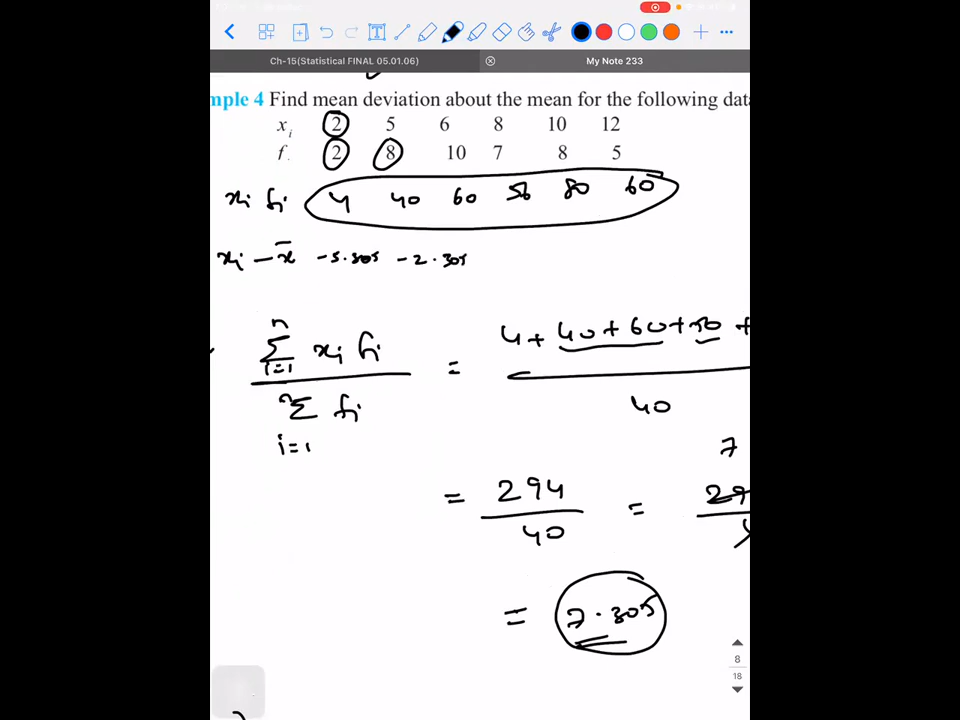 Ch-15(Statistical FINAL 05.01.06) My Note 233
mple 4 Find mean deviation about the mean for the following data
xi 2 5 6 8 10 12
f 2 8 10 7 8 5
xi fi 4 40 60 56 80 60
xi – x̄ -5.305 -2.305
n
Σ xi fi = 4 + 40 + 60 + 50 +
i=1
n
Σ fi 40
i=1
7
= 294 = 29
40
= 7.305
8
18